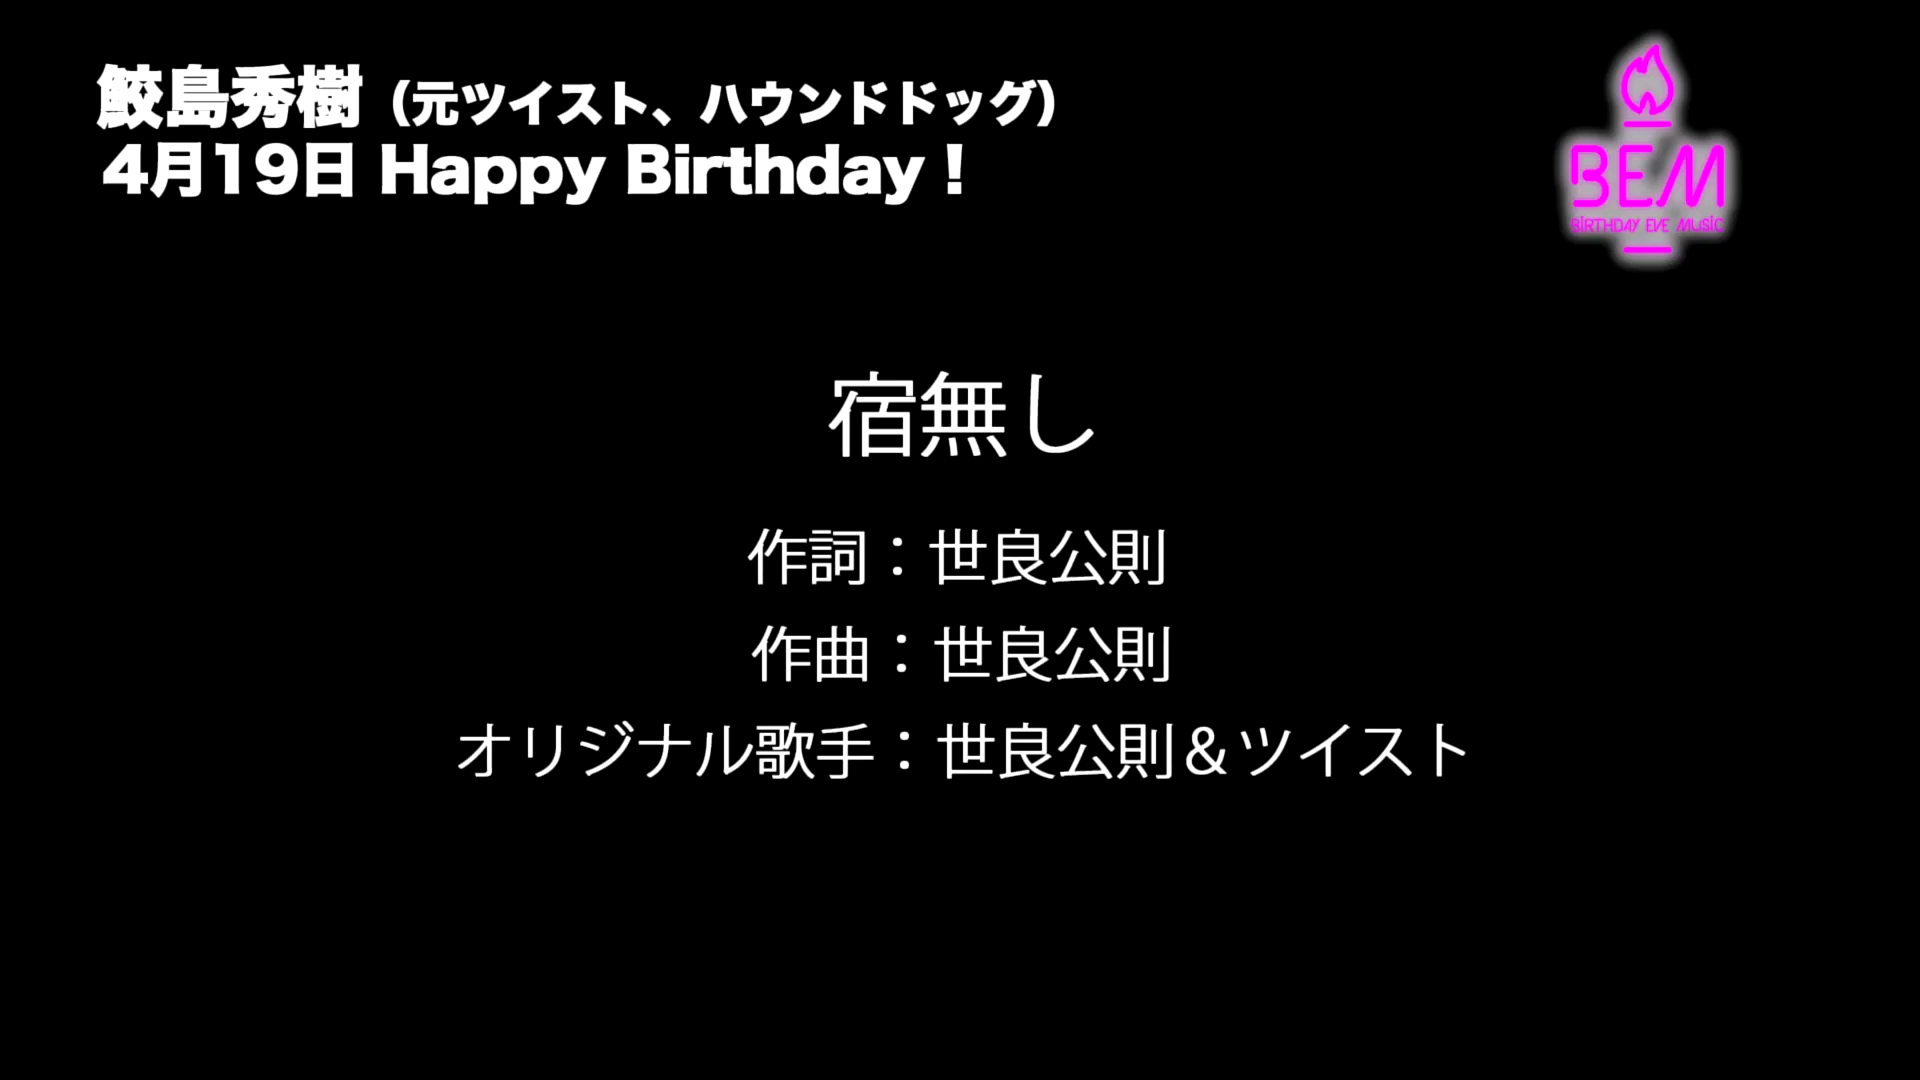 鮫島秀樹（元ツイスト、ハウンドドッグ）
4月19日 Happy Birthday！
BEM
BIRTHDAY EVE MUSIC
宿無し
作詞：世良公則
作曲：世良公則
オリジナル歌手：世良公則＆ツイスト